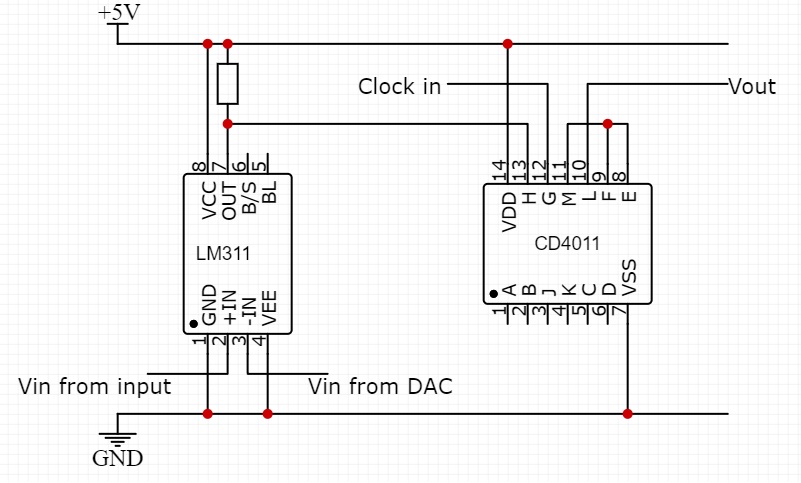 +5V
Clock in
Vout
8 7 6 5
VCC OUT B/S BL
LM311
GND +IN -IN VEE
1 2 3 4
14 13 12 11 10 9 8
VDD H G M L F E
CD4011
A B J K C D VSS
1 2 3 4 5 6 7
Vin from input
Vin from DAC
GND